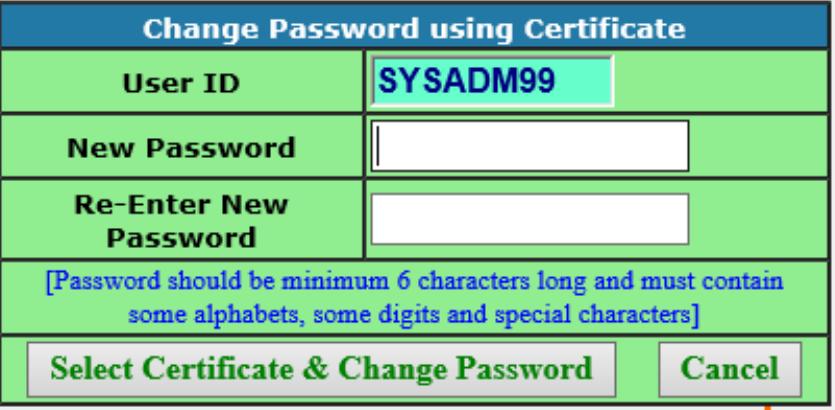 Change Password using Certificate
User ID
SYSADM99
New Password
Re-Enter New
Password
[Password should be minimum 6 characters long and must contain
some alphabets, some digits and special characters]
Select Certificate & Change Password
Cancel